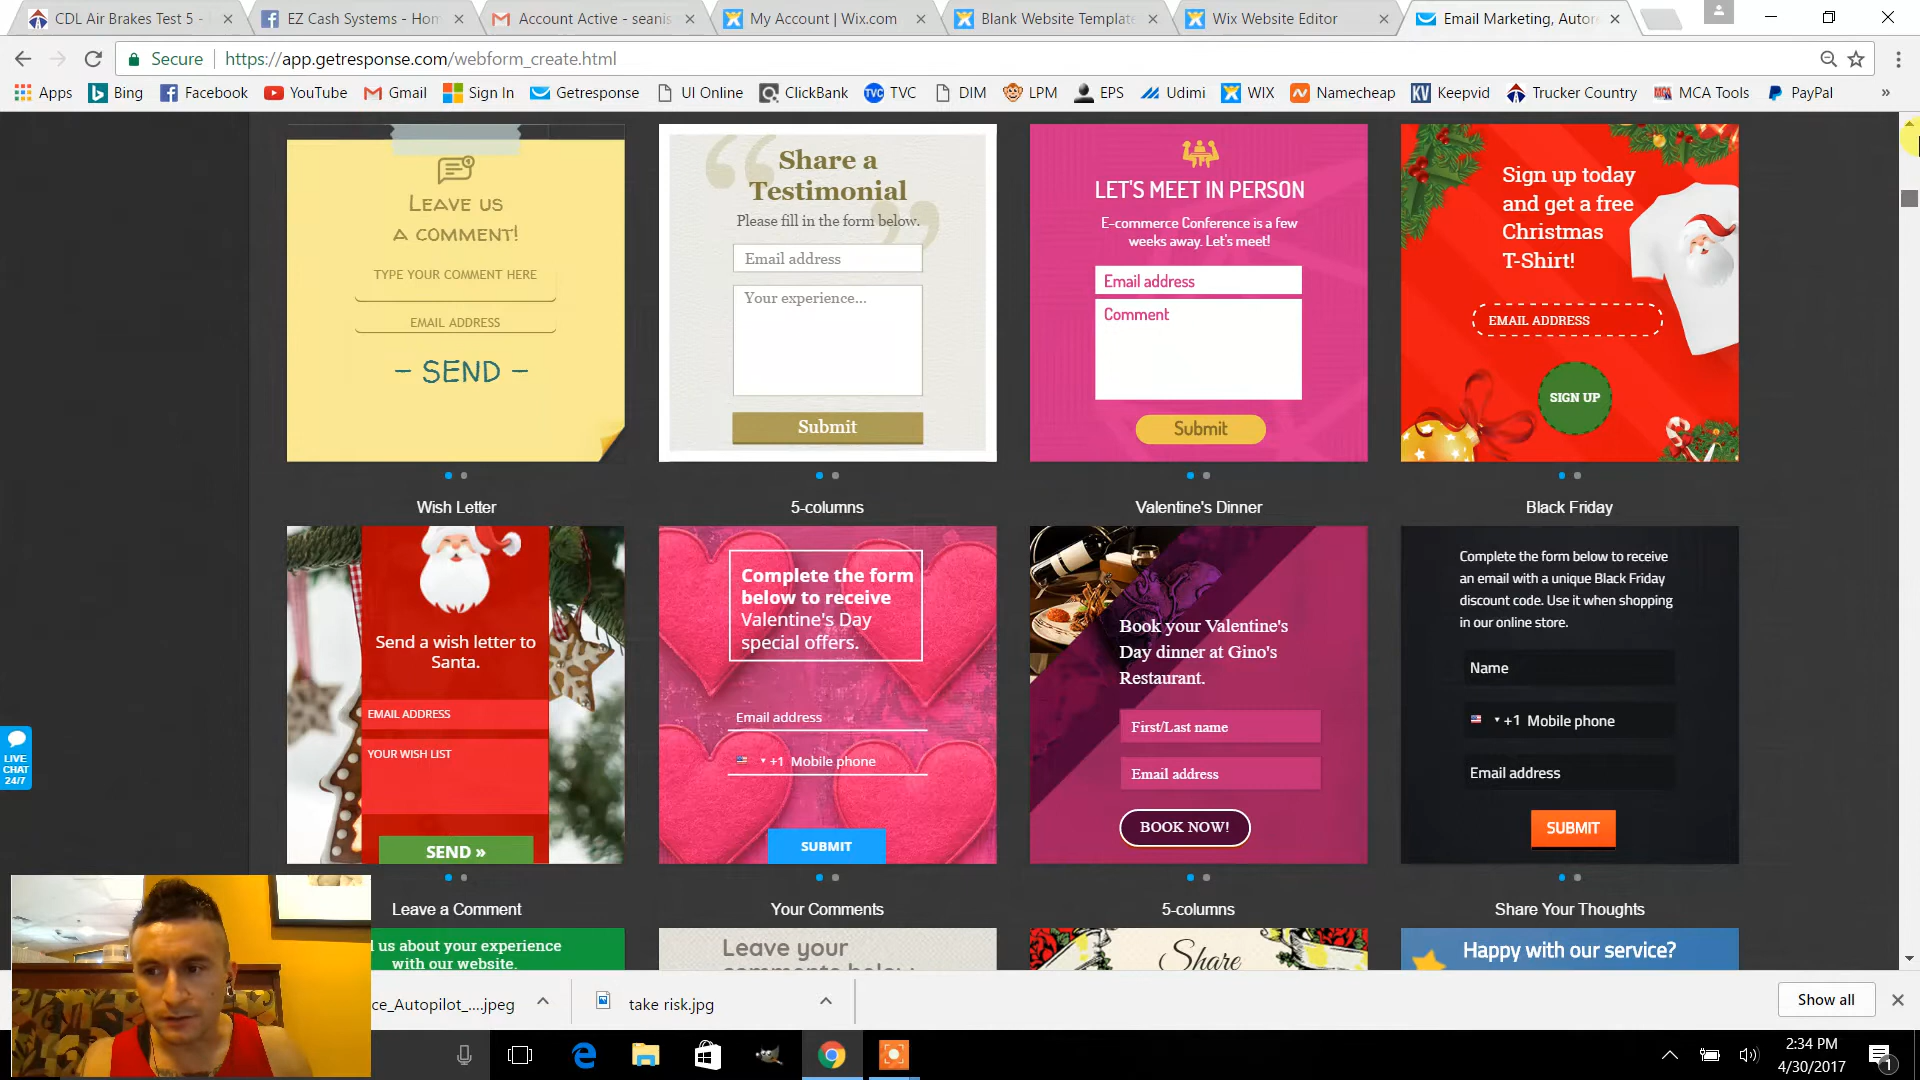 CDL Air Brakes Test 5 -
EZ Cash Systems - Hom
Account Active - seanis
My Account | Wix.com
Blank Website Template
Wix Website Editor
Email Marketing, Autor
Secure
https://app.getresponse.com/webform_create.html
Apps
Bing
Facebook
YouTube
Gmail
Sign In
Getresponse
UI Online
ClickBank
TVC
TVC
DIM
LPM
EPS
Udimi
WIX
Namecheap
KV
Keepvid
Trucker Country
MCA
MCA Tools
PayPal
»
LEAVE US
A COMMENT!
TYPE YOUR COMMENT HERE
EMAIL ADDRESS
– SEND –
Share a
Testimonial
Please fill in the form below.
Email address
Your experience...
Submit
LET'S MEET IN PERSON
E-commerce Conference is a few
weeks away. Let's meet!
Email address
Comment
Submit
Sign up today
and get a free
Christmas
T-Shirt!
EMAIL ADDRESS
SIGN UP
Wish Letter
5-columns
Valentine's Dinner
Black Friday
Send a wish letter to
Santa.
EMAIL ADDRESS
YOUR WISH LIST
SEND »
Complete the form
below to receive
Valentine's Day
special offers.
Email address
+1 Mobile phone
SUBMIT
Book your Valentine's
Day dinner at Gino's
Restaurant.
First/Last name
Email address
BOOK NOW!
Complete the form below to receive
an email with a unique Black Friday
discount code. Use it when shopping
in our online store.
Name
+1 Mobile phone
Email address
SUBMIT
LIVE
CHAT
24/7
Leave a Comment
Your Comments
5-columns
Share Your Thoughts
us about your experience
with our website.
Leave your
comments below
Share
Happy with our service?
ce_Autopilot_....jpeg
take risk.jpg
Show all
2:34 PM
4/30/2017
1